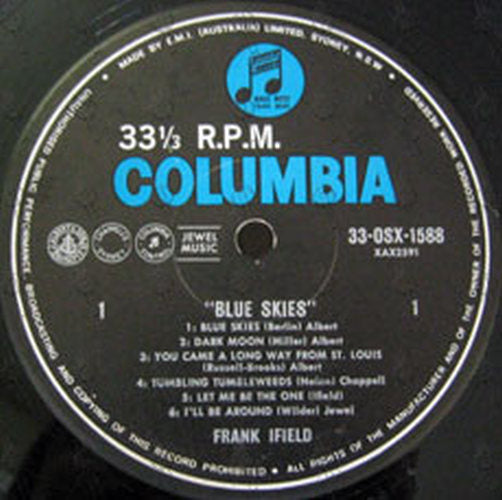 MADE BY E.M.I. (AUSTRALIA) LIMITED, SYDNEY, N.S.W
33⅓ R.P.M.
COLUMBIA
JEWEL MUSIC
33-OSX-1588
XAX2591
1
1
"BLUE SKIES"
1: BLUE SKIES (Berlin) Albert
2: DARK MOON (Miller) Albert
3: YOU CAME A LONG WAY FROM ST. LOUIS
(Russell-Brooks) Albert
4: TUMBLING TUMBLEWEEDS (Nolan) Chappell
5: LET ME BE THE ONE (Ifield)
6: I'LL BE AROUND (Wilder) Jewel
FRANK IFIELD
UNAUTHORISED PUBLIC PERFORMANCE, BROADCASTING AND COPYING OF THIS RECORD PROHIBITED • ALL RIGHTS OF THE MANUFACTURER AND OF THE OWNER OF THE RECORDED WORK RESERVED